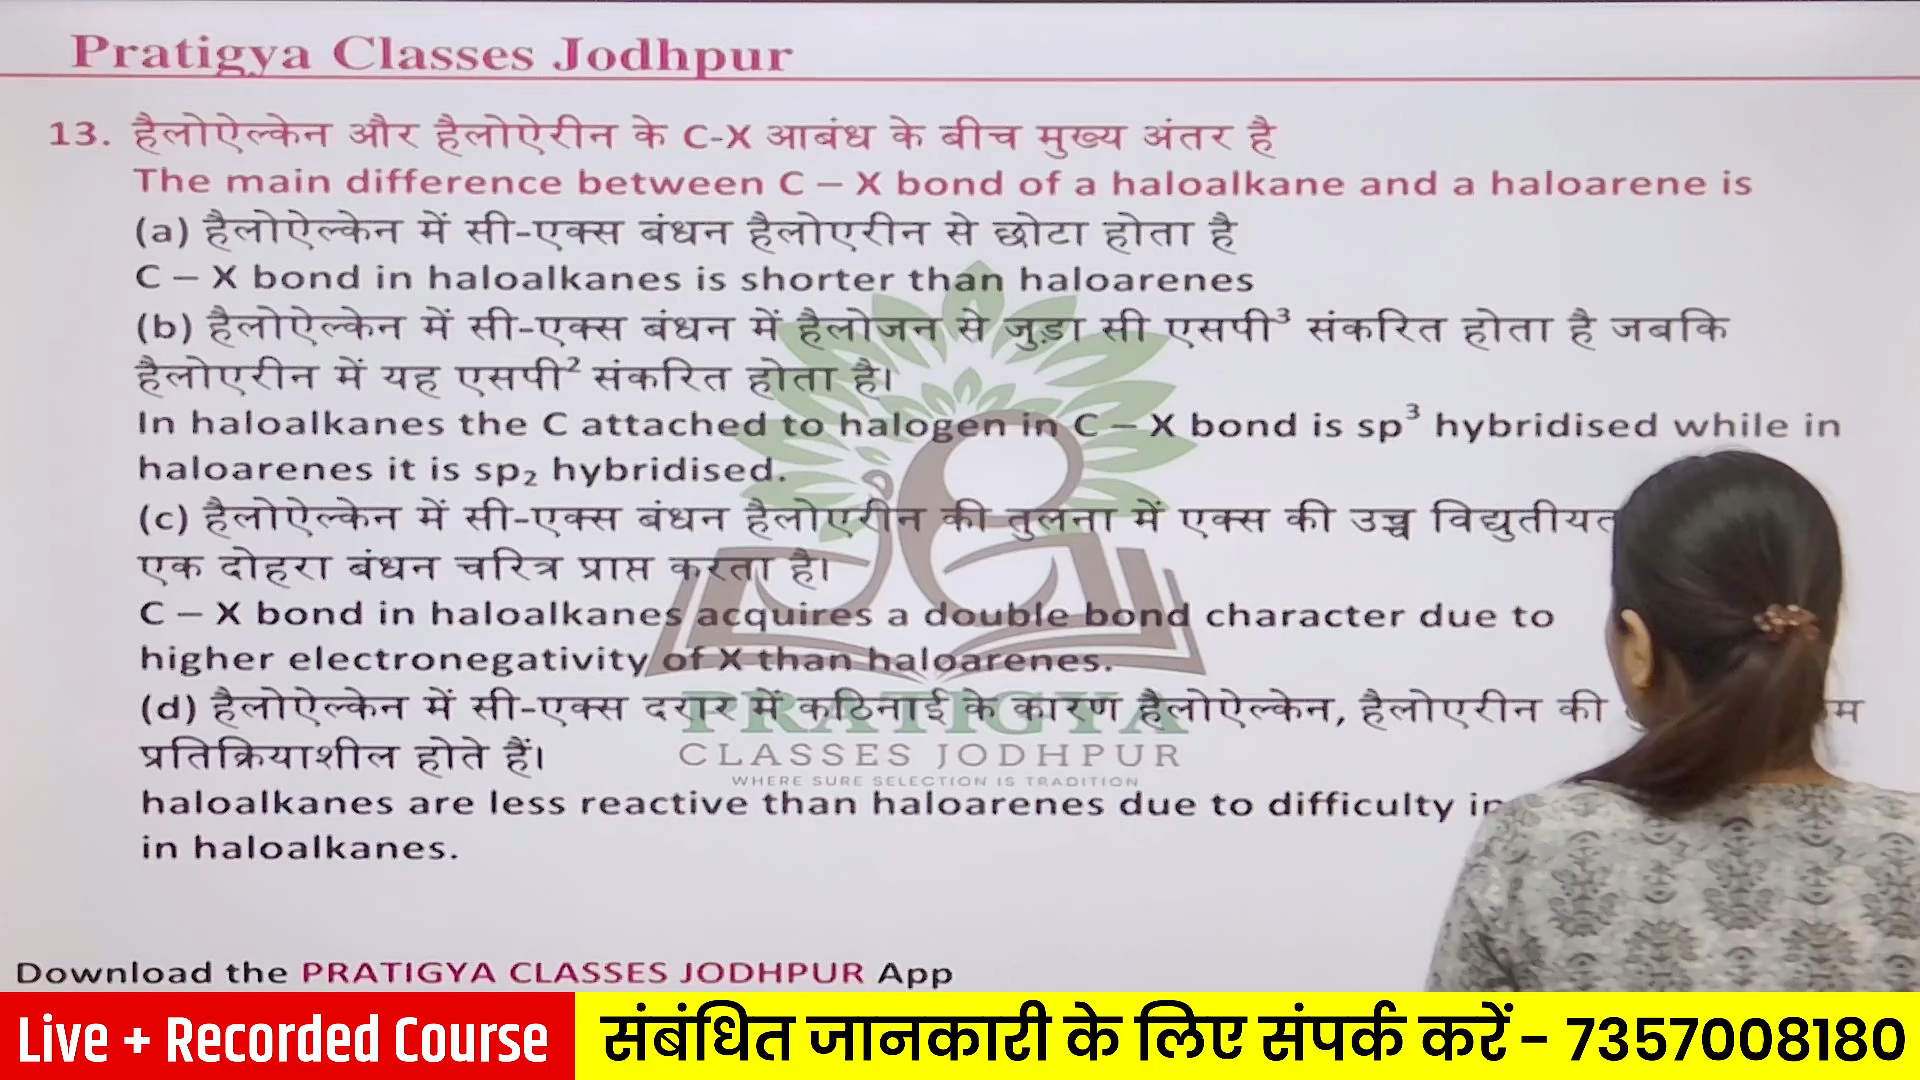 Pratigya Classes Jodhpur
13. हैलोऐल्केन और हैलोऐरीन के C-X आबंध के बीच मुख्य अंतर है
The main difference between C – X bond of a haloalkane and a haloarene is
(a) हैलोऐल्केन में सी-एक्स बंधन हैलोएरीन से छोटा होता है
C – X bond in haloalkanes is shorter than haloarenes
(b) हैलोऐल्केन में सी-एक्स बंधन में हैलोजन से जुड़ा सी एसपी³ संकरित होता है जबकि
हैलोएरीन में यह एसपी² संकरित होता है।
In haloalkanes the C attached to halogen in C – X bond is sp³ hybridised while in
haloarenes it is sp₂ hybridised.
(c) हैलोऐल्केन में सी-एक्स बंधन हैलोएरीन की तुलना में एक्स की उच्च
एक दोहरा बंधन चरित्र प्राप्त करता है।
C – X bond in haloalkanes acquires a double bond character due to
higher electronegativity of X than haloarenes.
(d) हैलोऐल्केन में सी-एक्स दरार में कठिनाई के कारण हैलोऐल्केन, हैलोएरीन की
प्रतिक्रियाशील होते हैं।
haloalkanes are less reactive than haloarenes due to difficulty in
in haloalkanes.
PRATIGYA
CLASSES JODHPUR
WHERE SURE SELECTION IS TRADITION
Download the PRATIGYA CLASSES JODHPUR App
Live + Recorded Course
संबंधित जानकारी के लिए संपर्क करें – 7357008180